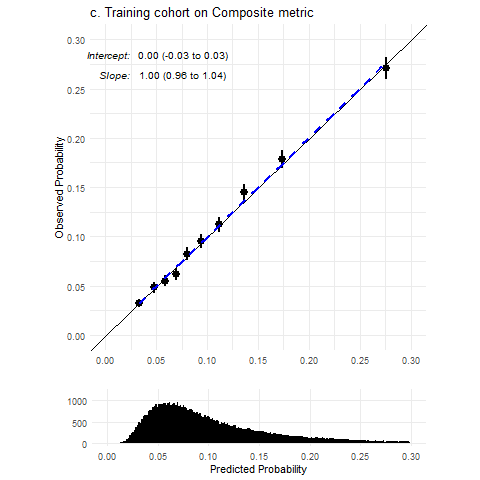 c. Training cohort on Composite metric
Intercept: 0.00 (-0.03 to 0.03)
Slope: 1.00 (0.96 to 1.04)
Observed Probability
0.30
0.25
0.20
0.15
0.10
0.05
0.00
0.00 0.05 0.10 0.15 0.20 0.25 0.30
1000
500
0
0.00 0.05 0.10 0.15 0.20 0.25 0.30
Predicted Probability